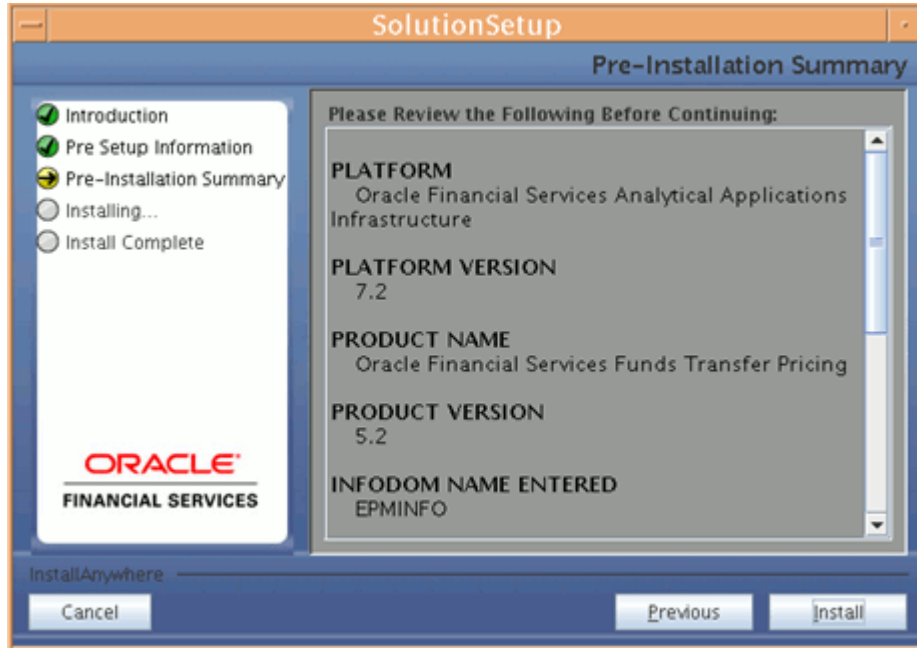 SolutionSetup
Pre-Installation Summary
Introduction
Pre Setup Information
Pre-Installation Summary
Installing...
Install Complete
ORACLE
FINANCIAL SERVICES
Please Review the Following Before Continuing:
PLATFORM
Oracle Financial Services Analytical Applications
Infrastructure
PLATFORM VERSION
7.2
PRODUCT NAME
Oracle Financial Services Funds Transfer Pricing
PRODUCT VERSION
5.2
INFODOM NAME ENTERED
EPMINFO
InstallAnywhere
Cancel
Previous
Install